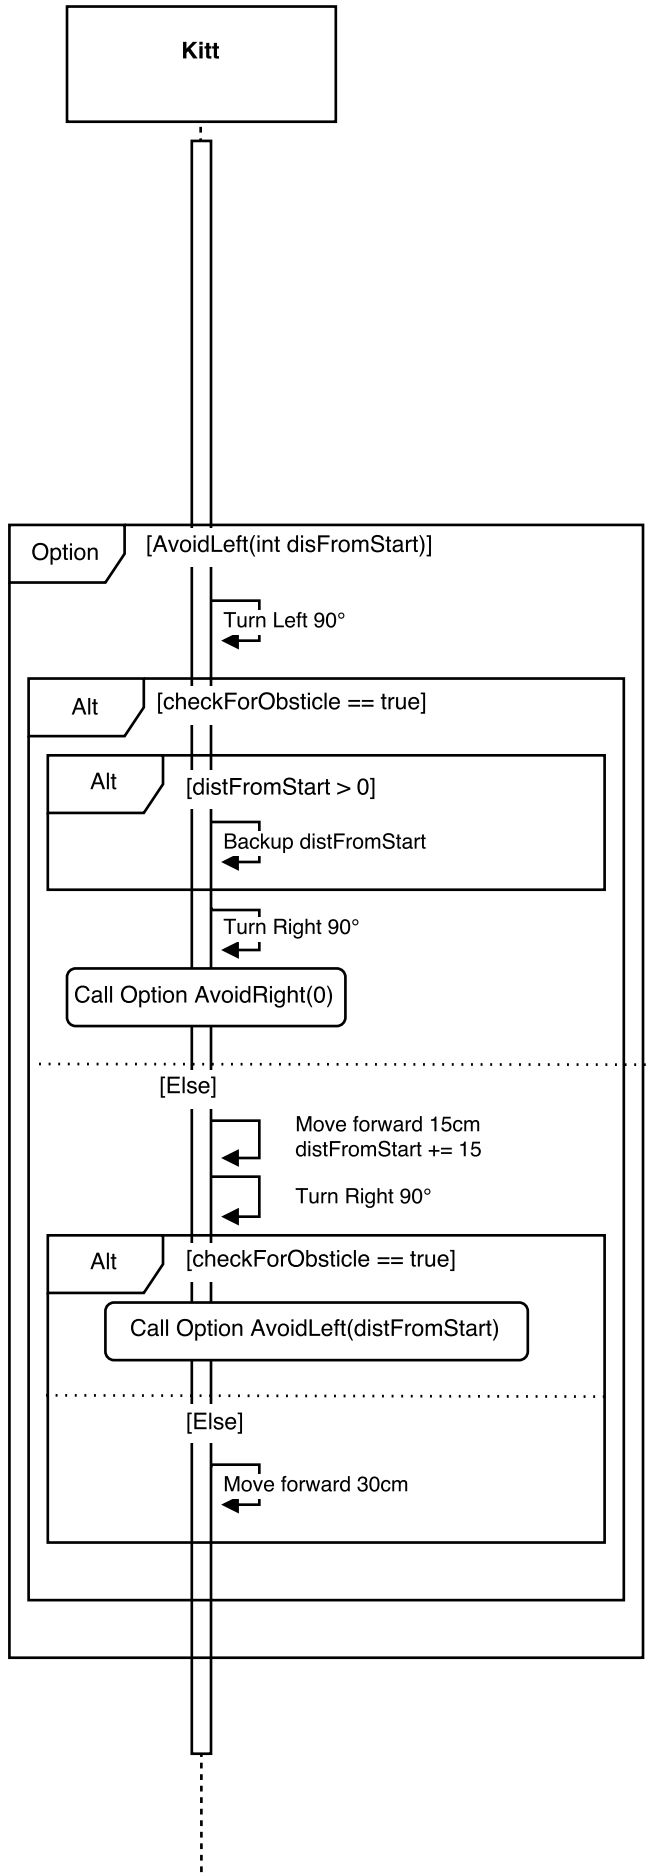 Kitt
Option
[AvoidLeft(int disFromStart)]
Turn Left 90°
Alt
[checkForObsticle == true]
Alt
[distFromStart > 0]
Backup distFromStart
Turn Right 90°
Call Option AvoidRight(0)
[Else]
Move forward 15cm
distFromStart += 15
Turn Right 90°
Alt
[checkForObsticle == true]
Call Option AvoidLeft(distFromStart)
[Else]
Move forward 30cm